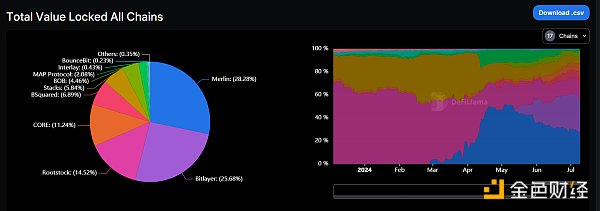 Total Value Locked All Chains
Download .csv
17 Chains
Others: (0.35%)
BounceBit: (0.23%)
Interlay: (0.43%)
MAP Protocol: (2.08%)
BOB: (4.46%)
Stacks: (5.84%)
BSquared: (6.89%)
CORE: (11.24%)
Rootstock: (14.52%)
Merlin: (28.28%)
Bitlayer: (25.68%)
100 %
80 %
60 %
40 %
20 %
0 %
DefiLlama
2024
Feb
Mar
Apr
May
Jun
Jul
金色财经